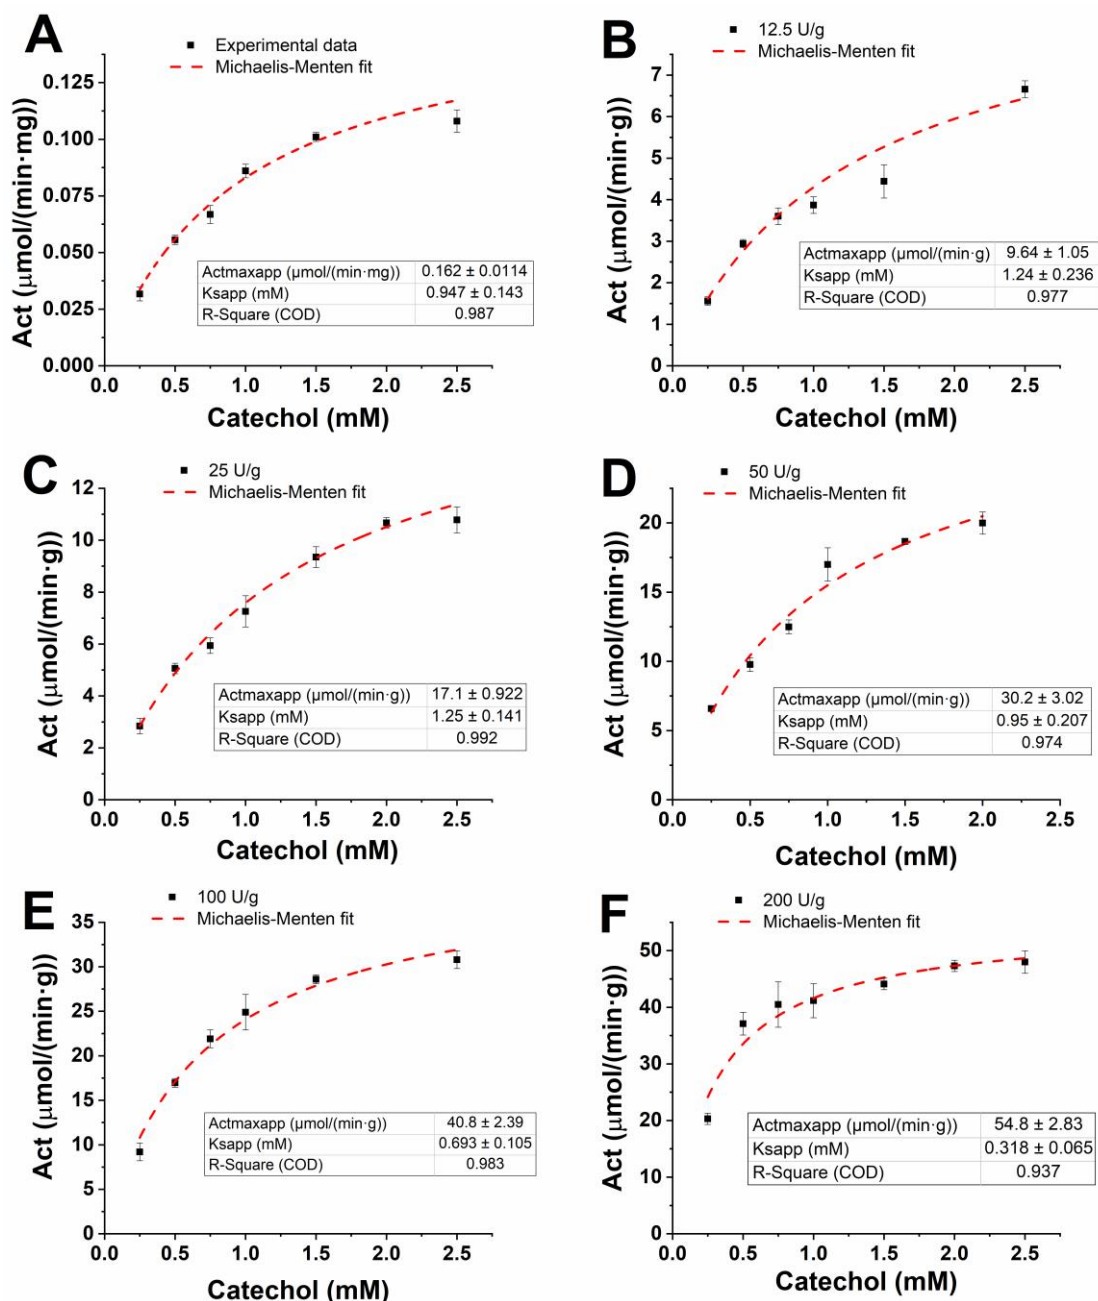 A
Experimental data
Michaelis-Menten fit
0.125
0.100
0.075
0.050
0.025
0.000
Act (μmol/(min·mg))
Actmaxapp (μmol/(min·mg)) 0.162 ± 0.0114
Ksapp (mM) 0.947 ± 0.143
R-Square (COD) 0.987
0.0 0.5 1.0 1.5 2.0 2.5
Catechol (mM)
B
12.5 U/g
Michaelis-Menten fit
7
6
5
4
3
2
1
0
Act (μmol/(min·g))
Actmaxapp (μmol/(min·g) 9.64 ± 1.05
Ksapp (mM) 1.24 ± 0.236
R-Square (COD) 0.977
0.0 0.5 1.0 1.5 2.0 2.5
Catechol (mM)
C
25 U/g
Michaelis-Menten fit
12
10
8
6
4
2
0
Act (μmol/(min·g))
Actmaxapp (μmol/(min·g)) 17.1 ± 0.922
Ksapp (mM) 1.25 ± 0.141
R-Square (COD) 0.992
0.0 0.5 1.0 1.5 2.0 2.5
Catechol (mM)
D
50 U/g
Michaelis-Menten fit
20
15
10
5
0
Act (μmol/(min·g))
Actmaxapp (μmol/(min·g)) 30.2 ± 3.02
Ksapp (mM) 0.95 ± 0.207
R-Square (COD) 0.974
0.0 0.5 1.0 1.5 2.0 2.5
Catechol (mM)
E
100 U/g
Michaelis-Menten fit
35
30
25
20
15
10
5
0
Act (μmol/(min·g))
Actmaxapp (μmol/(min·g)) 40.8 ± 2.39
Ksapp (mM) 0.693 ± 0.105
R-Square (COD) 0.983
0.0 0.5 1.0 1.5 2.0 2.5
Catechol (mM)
F
200 U/g
Michaelis-Menten fit
50
40
30
20
10
0
Act (μmol/(min·g))
Actmaxapp (μmol/(min·g)) 54.8 ± 2.83
Ksapp (mM) 0.318 ± 0.065
R-Square (COD) 0.937
0.0 0.5 1.0 1.5 2.0 2.5
Catechol (mM)